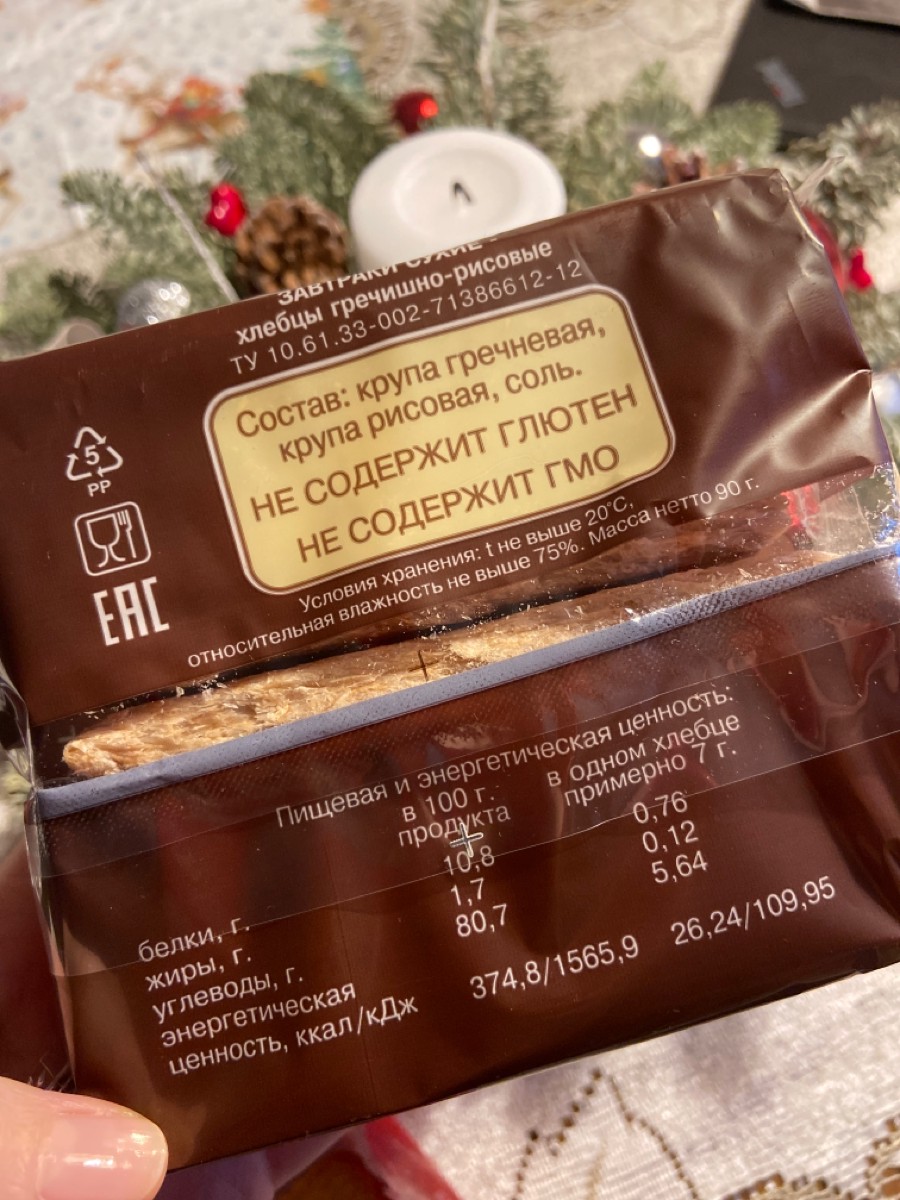 ЗАВТРАКИ СУХИЕ -
хлебцы гречишно-рисовые
ТУ 10.61.33-002-71386612-12
Состав: крупа гречневая,
крупа рисовая, соль.
НЕ СОДЕРЖИТ ГЛЮТЕН
НЕ СОДЕРЖИТ ГМО
5
PP
EAC
Условия хранения: t не выше 20°С,
относительная влажность не выше 75%. Масса нетто 90 г.
Пищевая и энергетическая ценность:
в 100 г. в одном хлебце
продукта примерно 7 г.
белки, г. 10,8 0,76
жиры, г. 1,7 0,12
углеводы, г. 80,7 5,64
энергетическая
ценность, ккал/кДж 374,8/1565,9 26,24/109,95